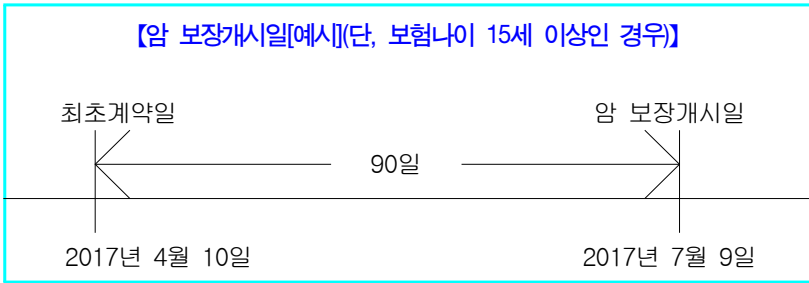 【암 보장개시일[예시](단, 보험나이 15세 이상인 경우)】
최초계약일 암 보장개시일
90일
2017년 4월 10일 2017년 7월 9일